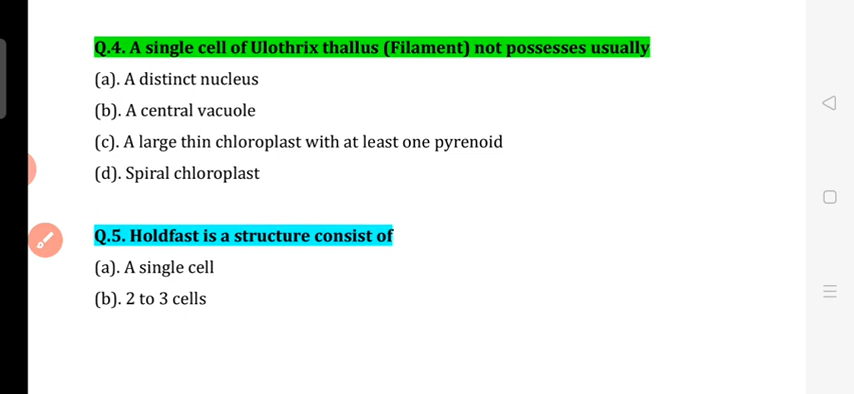 Q.4. A single cell of Ulothrix thallus (Filament) not possesses usually
(a). A distinct nucleus
(b). A central vacuole
(c). A large thin chloroplast with at least one pyrenoid
(d). Spiral chloroplast
Q.5. Holdfast is a structure consist of
(a). A single cell
(b). 2 to 3 cells